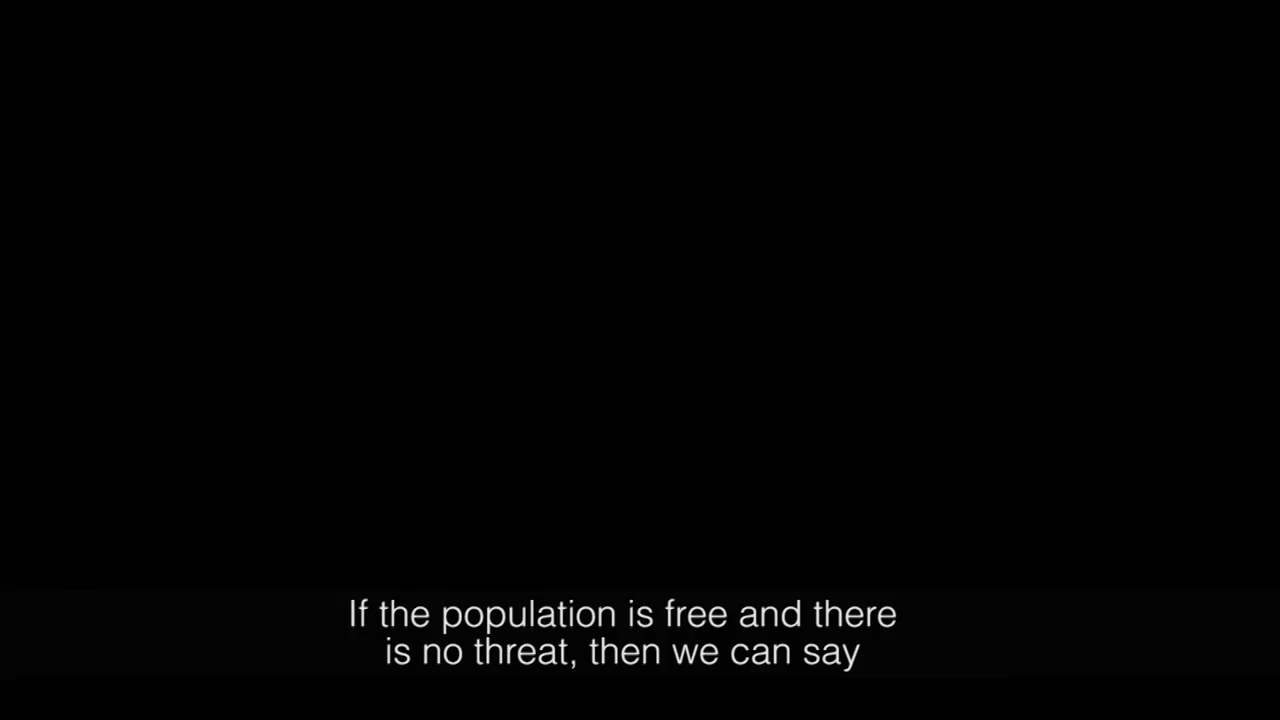 If the population is free and there
is no threat, then we can say